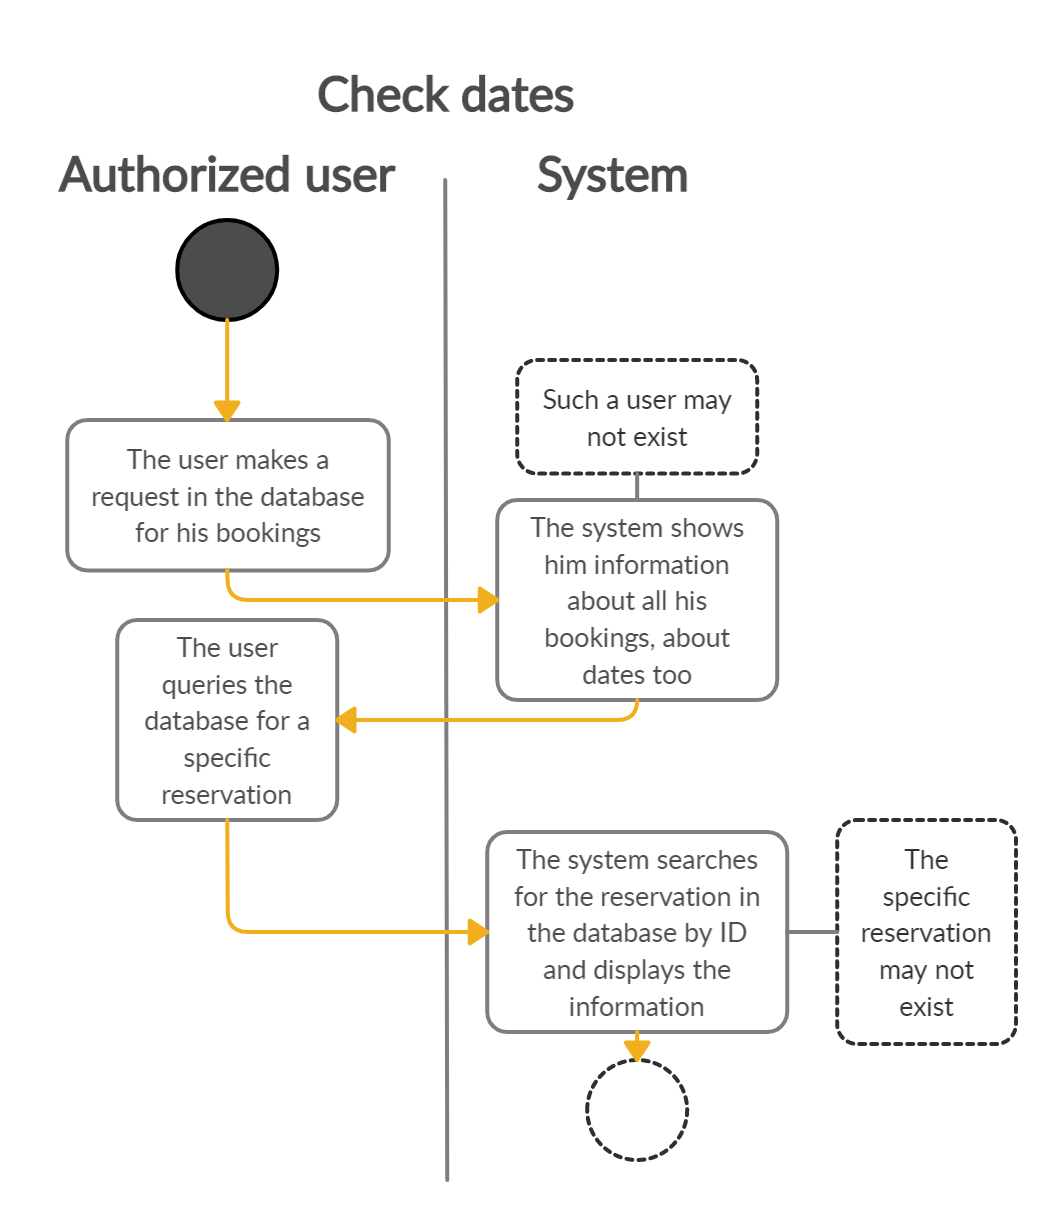 Check dates
Authorized user
System
Such a user may
not exist
The user makes a
request in the database
for his bookings
The system shows
him information
about all his
bookings, about
dates too
The user
queries the
database for a
specific
reservation
The system searches
for the reservation in
the database by ID
and displays the
information
The
specific
reservation
may not
exist